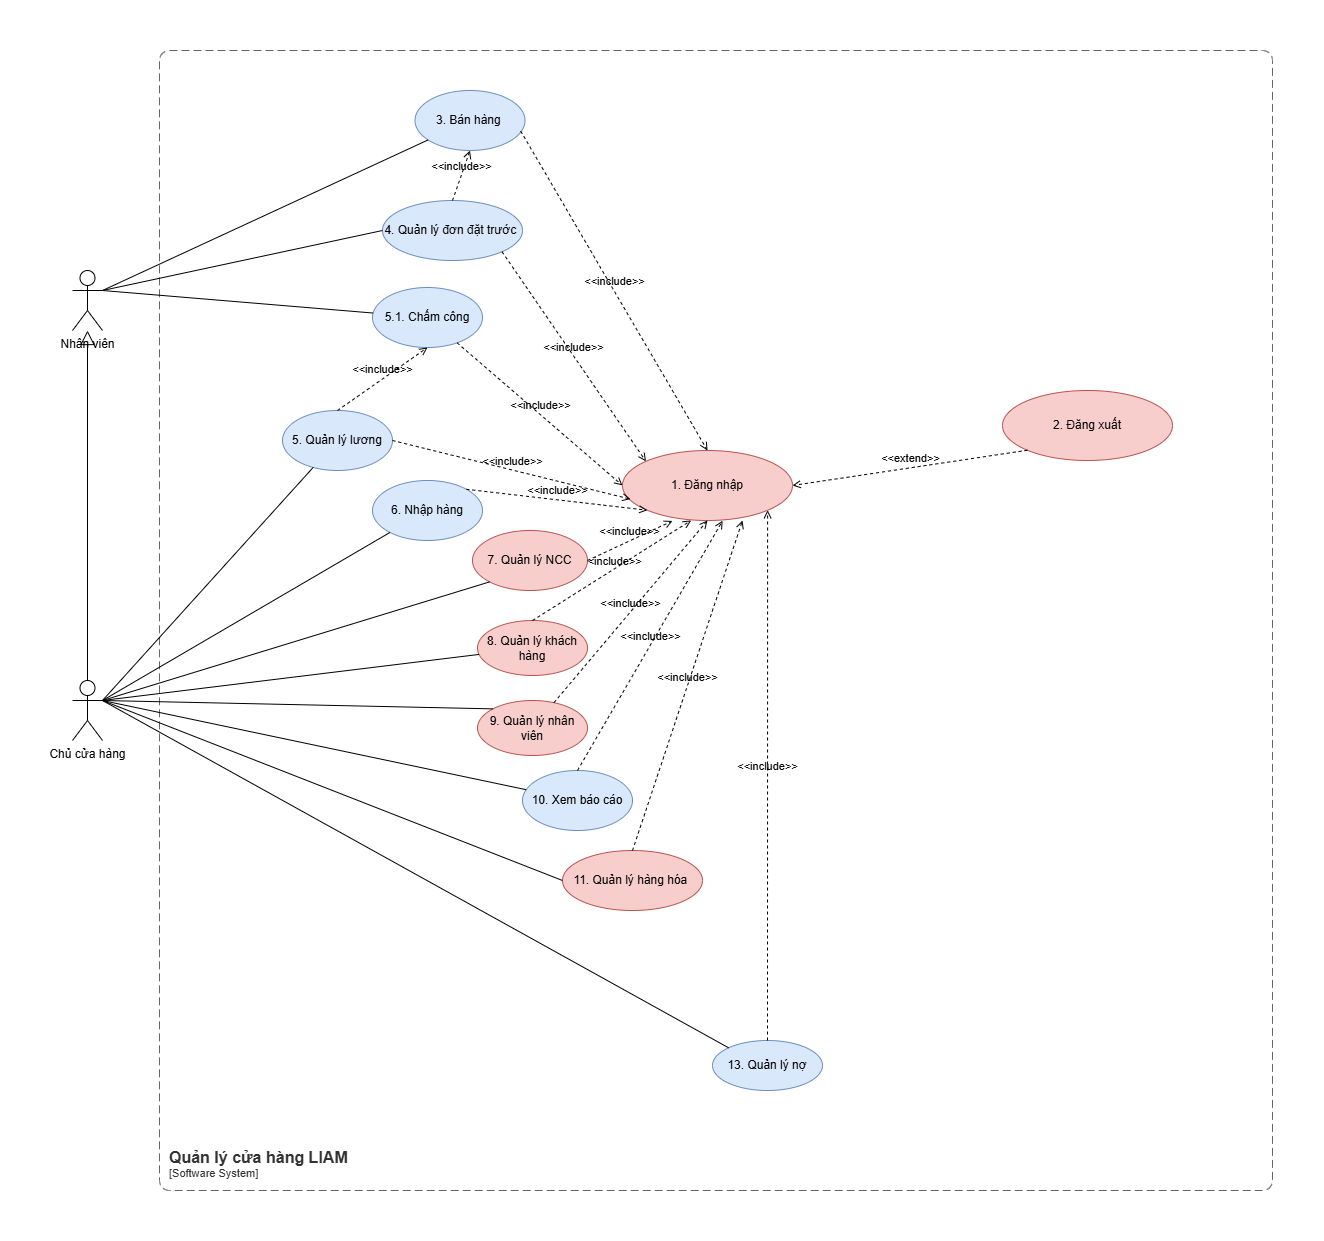 3. Bán hàng
<<include>>
4. Quản lý đơn đặt trước
<<include>>
Nhân viên
5.1. Chấm công
<<include>>
<<include>>
<<include>>
5. Quản lý lương
2. Đăng xuất
<<include>>
<<extend>>
1. Đăng nhập
<<include>>
6. Nhập hàng
<<include>>
7. Quản lý NCC
<<include>>
<<include>>
8. Quản lý khách
hàng
<<include>>
9. Quản lý nhân
viên
<<include>>
Chủ cửa hàng
<<include>>
10. Xem báo cáo
11. Quản lý hàng hóa
13. Quản lý nợ
Quản lý cửa hàng LIAM
[Software System]